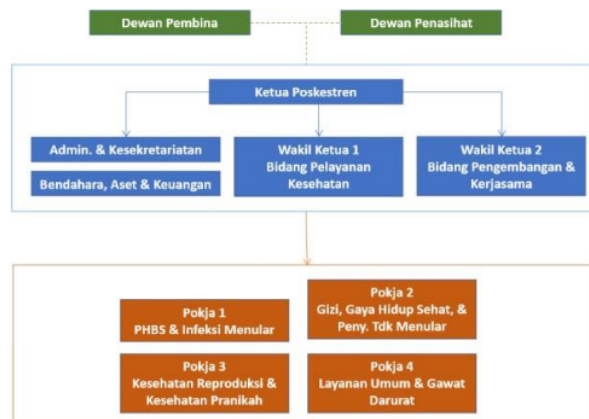 Dewan Pembina
Dewan Penasihat
Ketua Poskestren
Admin. & Kesekretariatan
Bendahara, Aset & Keuangan
Wakil Ketua 1
Bidang Pelayanan
Kesehatan
Wakil Ketua 2
Bidang Pengembangan &
Kerjasama
Pokja 1
PHBS & Infeksi Menular
Pokja 2
Gizi, Gaya Hidup Sehat, &
Peny. Tdk Menular
Pokja 3
Kesehatan Reproduksi &
Kesehatan Pranikah
Pokja 4
Layanan Umum & Gawat
Darurat